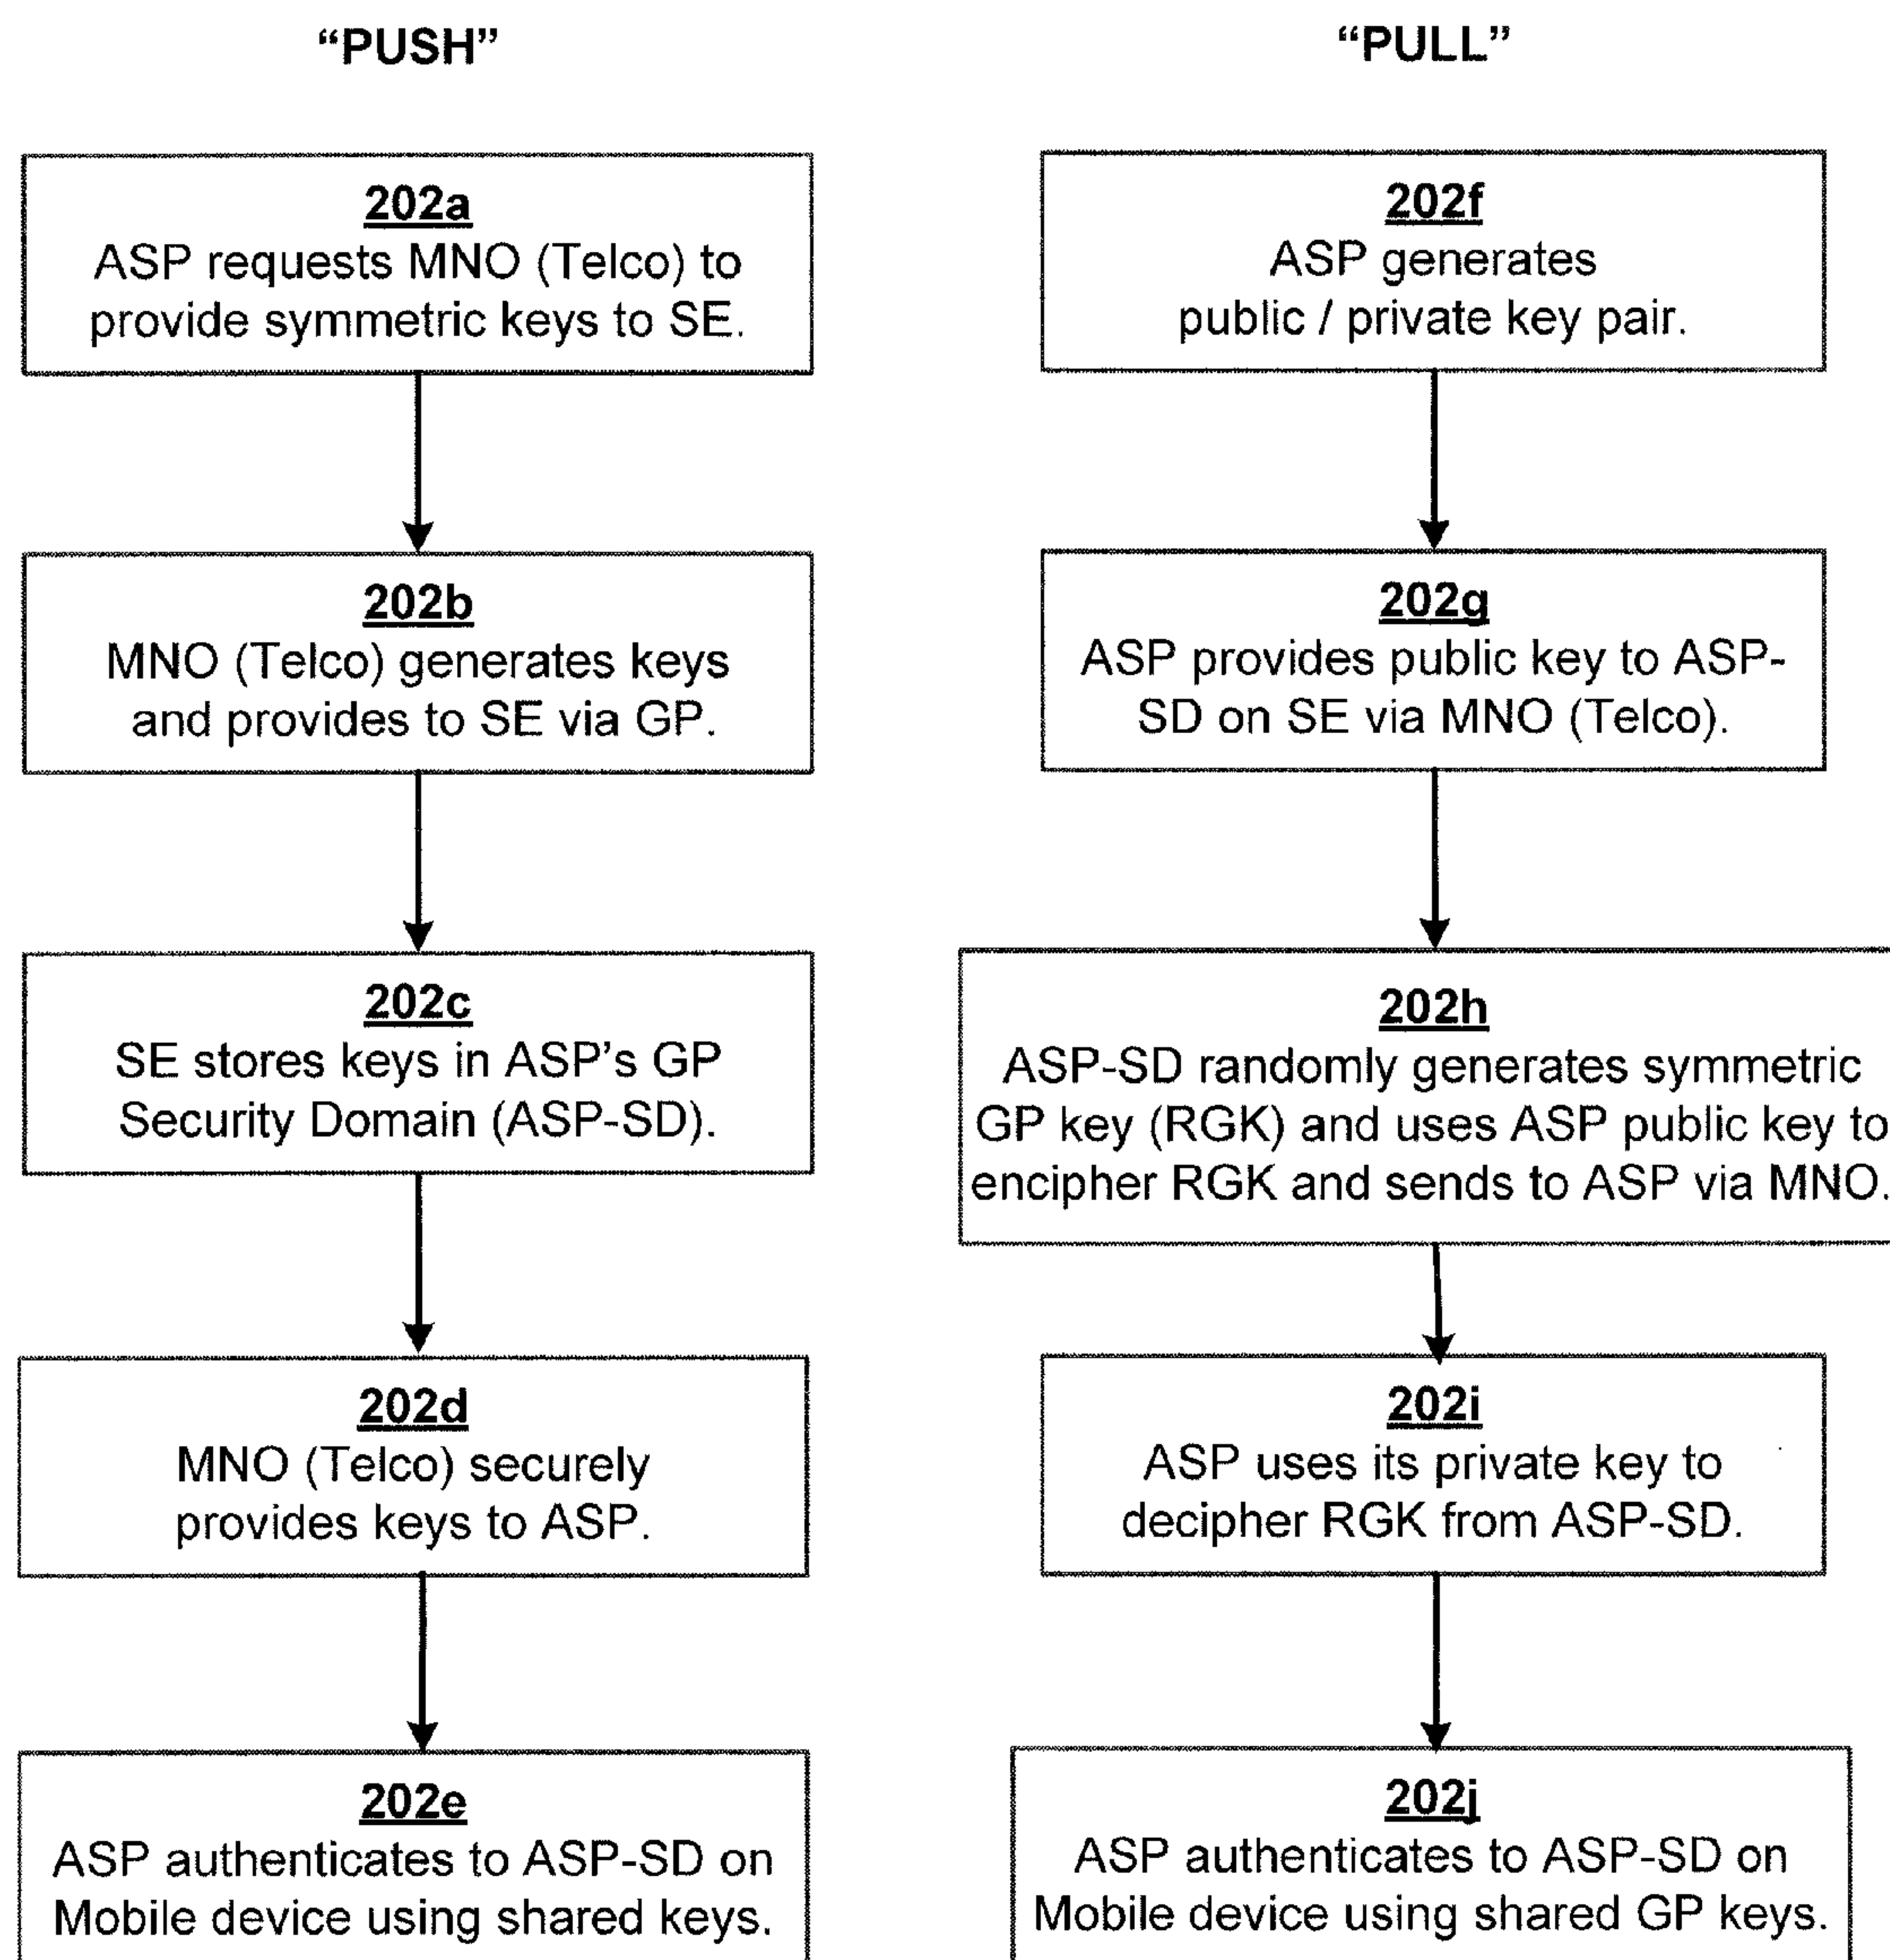 “PUSH”
202a
ASP requests MNO (Telco) to
provide symmetric keys to SE.
202b
MNO (Telco) generates keys
and provides to SE via GP.
202c
SE stores keys in ASP’s GP
Security Domain (ASP-SD).
202d
MNO (Telco) securely
provides keys to ASP.
202e
ASP authenticates to ASP-SD on
Mobile device using shared keys.
“PULL”
202f
ASP generates
public / private key pair.
202g
ASP provides public key to ASP-
SD on SE via MNO (Telco).
202h
ASP-SD randomly generates symmetric
GP key (RGK) and uses ASP public key to
encipher RGK and sends to ASP via MNO.
202i
ASP uses its private key to
decipher RGK from ASP-SD.
202j
ASP authenticates to ASP-SD on
Mobile device using shared GP keys.